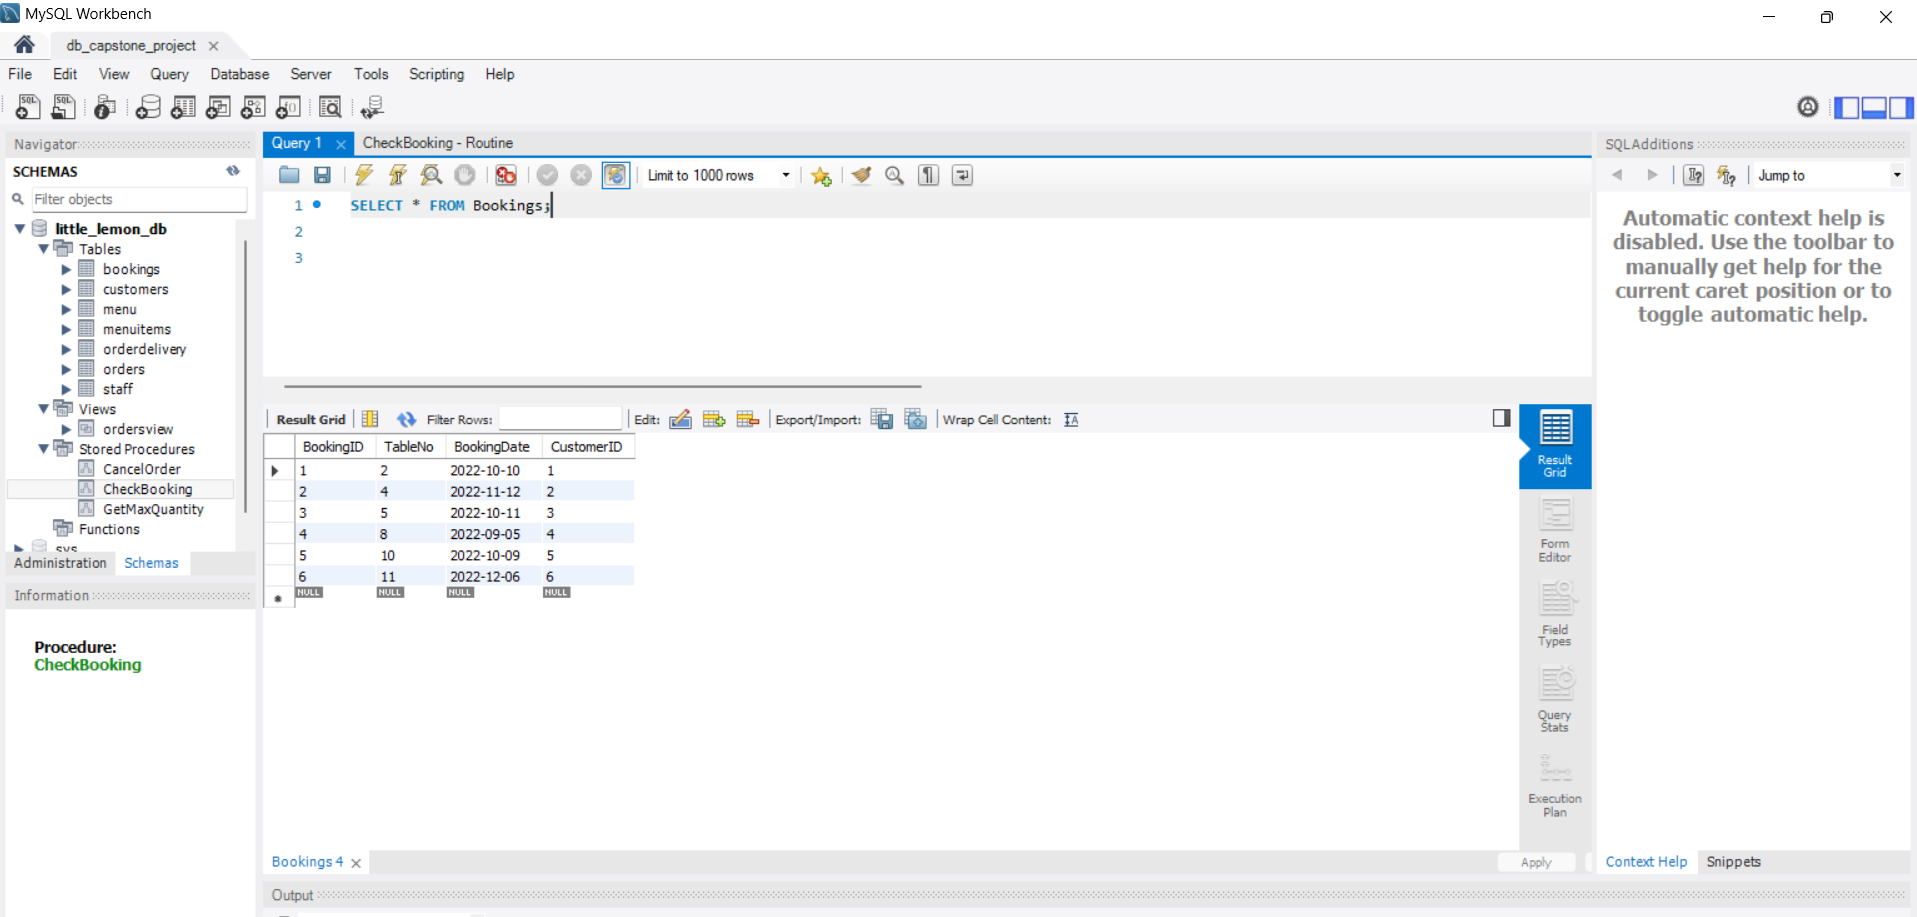 MySQL Workbench
db_capstone_project
File Edit View Query Database Server Tools Scripting Help
Navigator
SCHEMAS
Filter objects
little_lemon_db
Tables
bookings
customers
menu
menuitems
orderdelivery
orders
staff
Views
ordersview
Stored Procedures
CancelOrder
CheckBooking
GetMaxQuantity
Functions
sys
Administration Schemas
Information
Procedure:
CheckBooking
Query 1 CheckBooking - Routine
Limit to 1000 rows
1 SELECT * FROM Bookings;
2
3
Result Grid Filter Rows: Edit: Export/Import: Wrap Cell Content:
BookingID TableNo BookingDate CustomerID
1 2 2022-10-10 1
2 4 2022-11-12 2
3 5 2022-10-11 3
4 8 2022-09-05 4
5 10 2022-10-09 5
6 11 2022-12-06 6
NULL NULL NULL NULL
Result
Grid
Form
Editor
Field
Types
Query
Stats
Execution
Plan
Bookings 4
Apply
Output
SQLAdditions
Jump to
Automatic context help is
disabled. Use the toolbar to
manually get help for the
current caret position or to
toggle automatic help.
Context Help Snippets